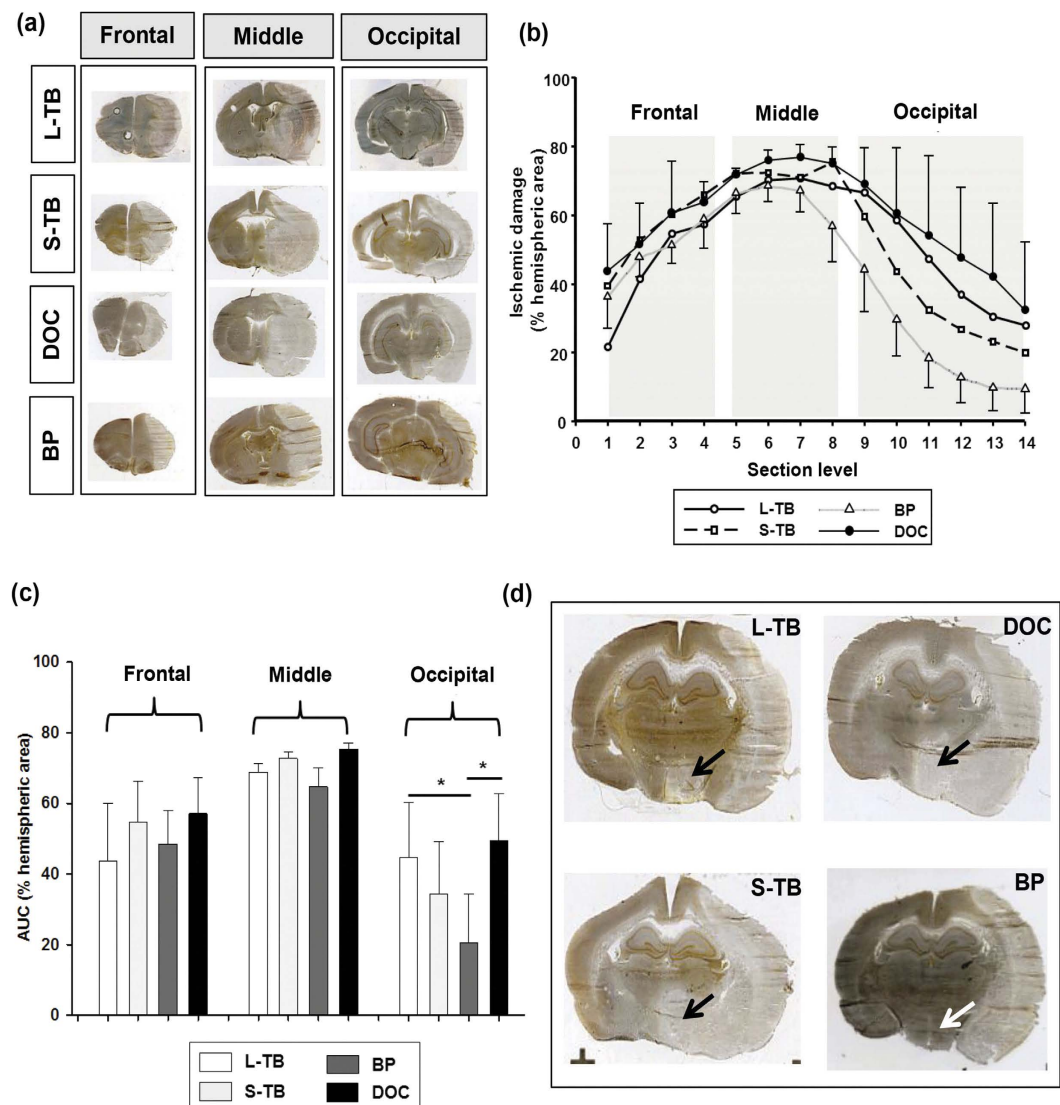 (a)
Frontal
Middle
Occipital
L-TB
S-TB
DOC
BP
(b)
Ischemic damage
(% hemispheric area)
100
80
60
40
20
0
Frontal
Middle
Occipital
0 1 2 3 4 5 6 7 8 9 10 11 12 13 14
Section level
L-TB
BP
S-TB
DOC
(c)
AUC (% hemispheric area)
100
80
60
40
20
0
Frontal
Middle
Occipital
*
*
L-TB
BP
S-TB
DOC
(d)
L-TB
DOC
S-TB
BP